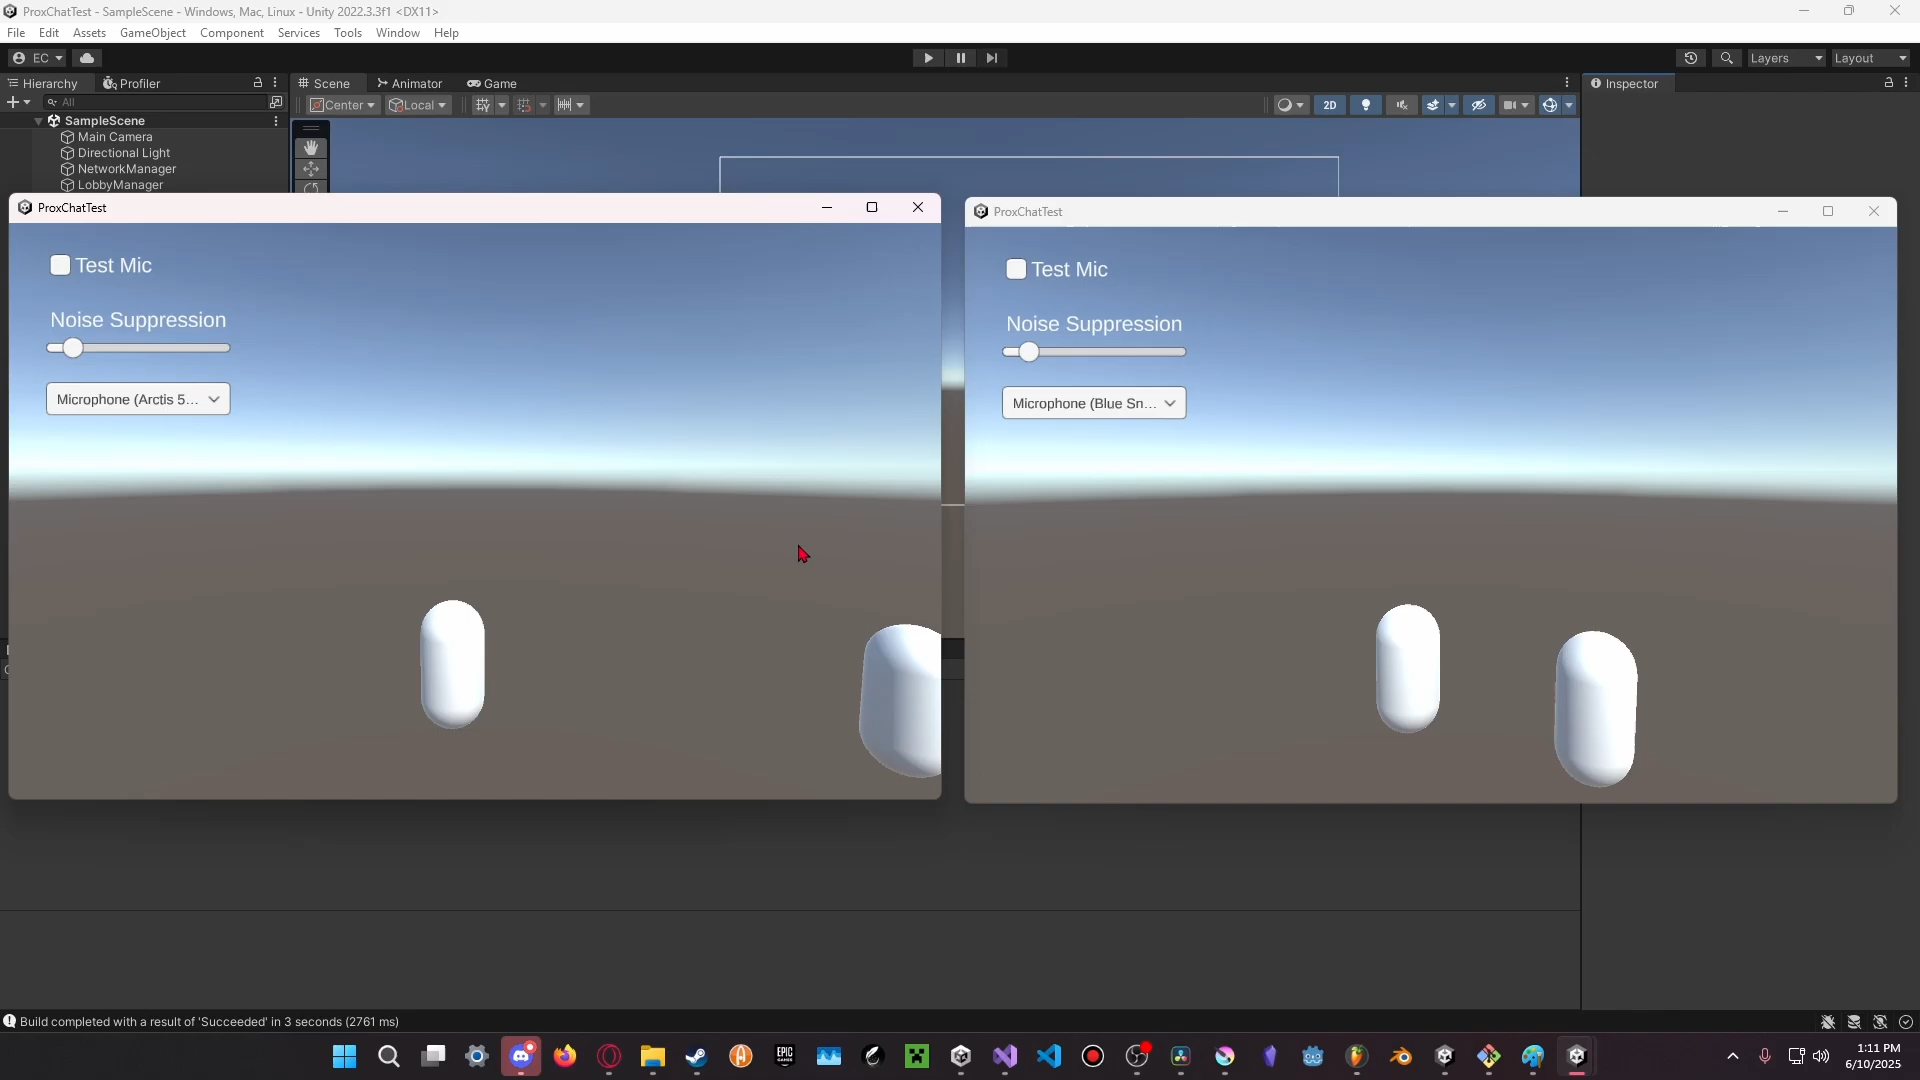 ProxChatTest - SampleScene - Windows, Mac, Linux - Unity 2022.3.3f1 <DX11>
File Edit Assets GameObject Component Services Tools Window Help
EC Layers Layout
Hierarchy Profiler Scene Animator Game Inspector
All Center Local 2D
SampleScene
Main Camera
Directional Light
NetworkManager
LobbyManager
ProxChatTest
Test Mic
Noise Suppression
Microphone (Arctis 5...
ProxChatTest
Test Mic
Noise Suppression
Microphone (Blue Sn...
Build completed with a result of 'Succeeded' in 3 seconds (2761 ms)
EPIC GAMES
1:11 PM
6/10/2025